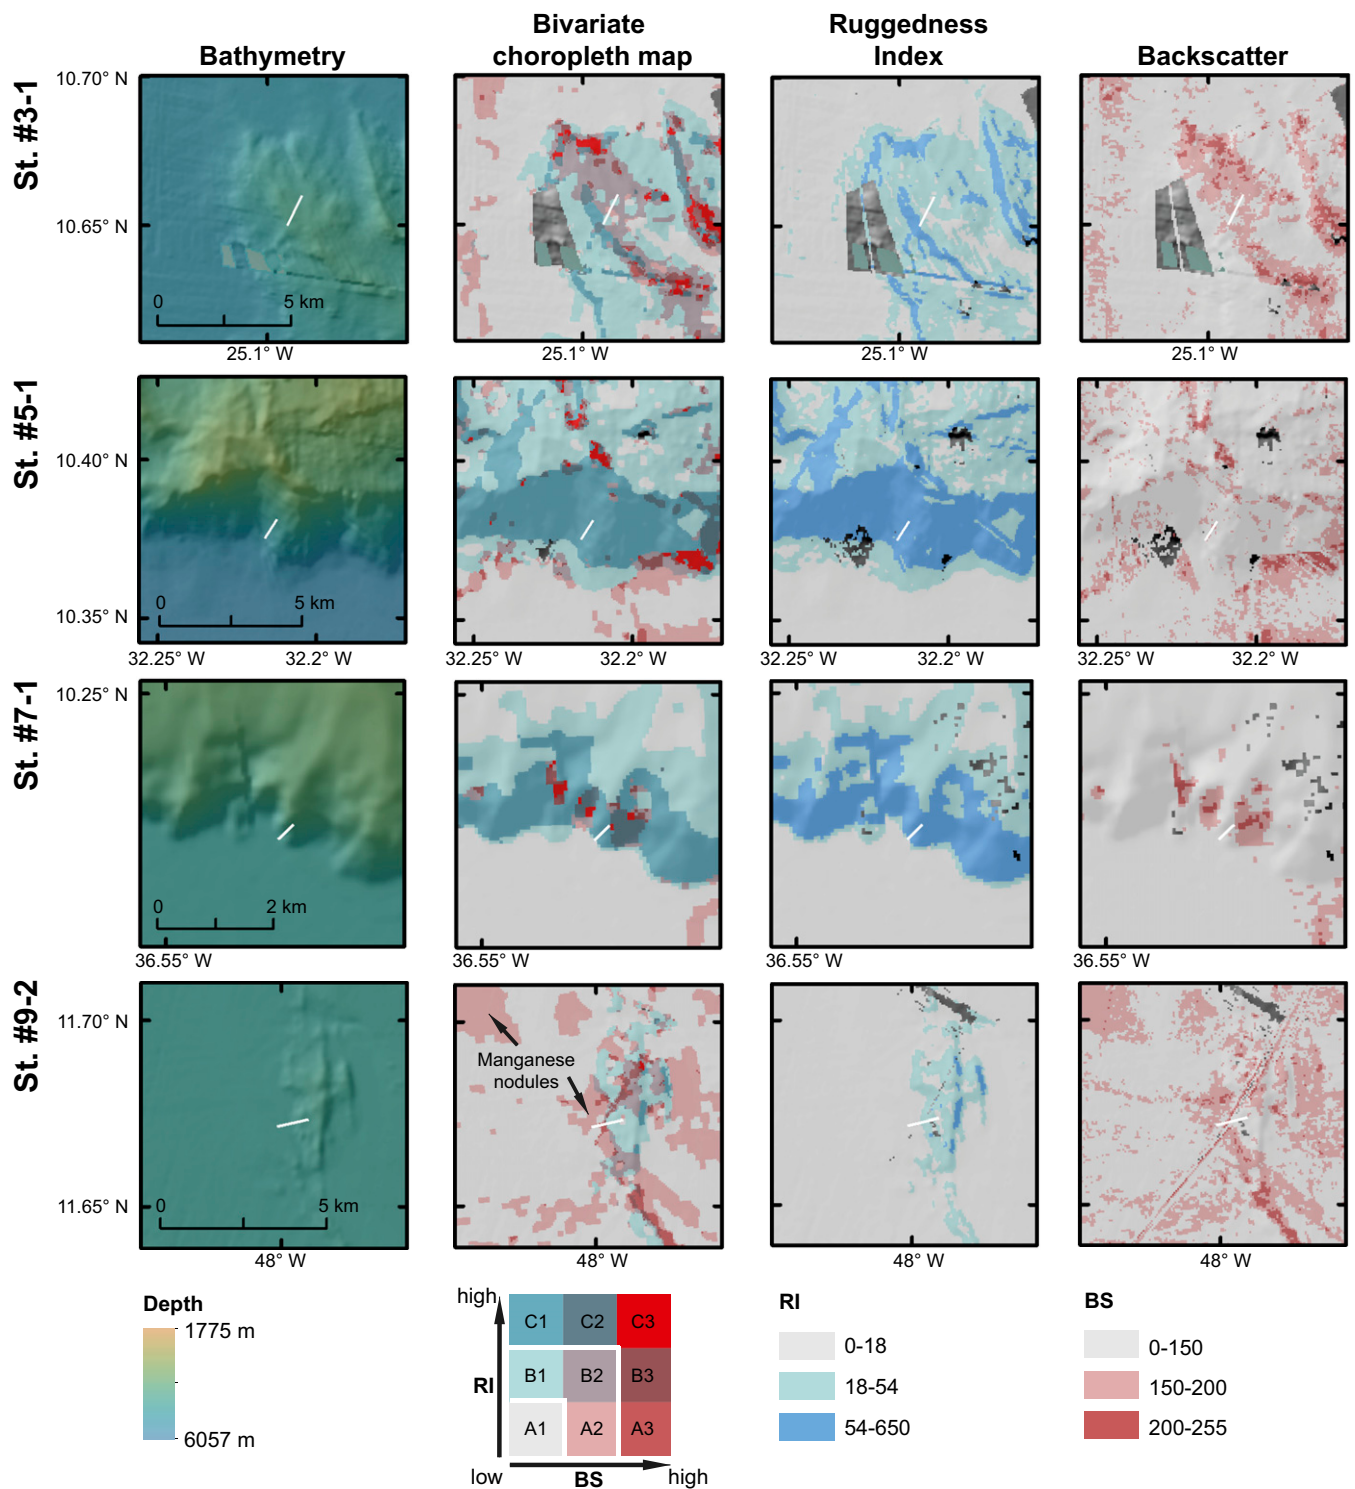 Bathymetry
Bivariate
choropleth map
Ruggedness
Index
Backscatter
St. #3-1
10.70° N
10.65° N
0 5 km
25.1° W
25.1° W
25.1° W
25.1° W
St. #5-1
10.40° N
10.35° N
0 5 km
32.25° W 32.2° W
32.25° W 32.2° W
32.25° W 32.2° W
32.25° W 32.2° W
St. #7-1
10.25° N
0 2 km
36.55° W
36.55° W
36.55° W
36.55° W
St. #9-2
11.70° N
11.65° N
0 5 km
Manganese
nodules
48° W
48° W
48° W
48° W
Depth
1775 m
6057 m
high
C1 C2 C3
B1 B2 B3
A1 A2 A3
RI
low BS high
RI
0-18
18-54
54-650
BS
0-150
150-200
200-255